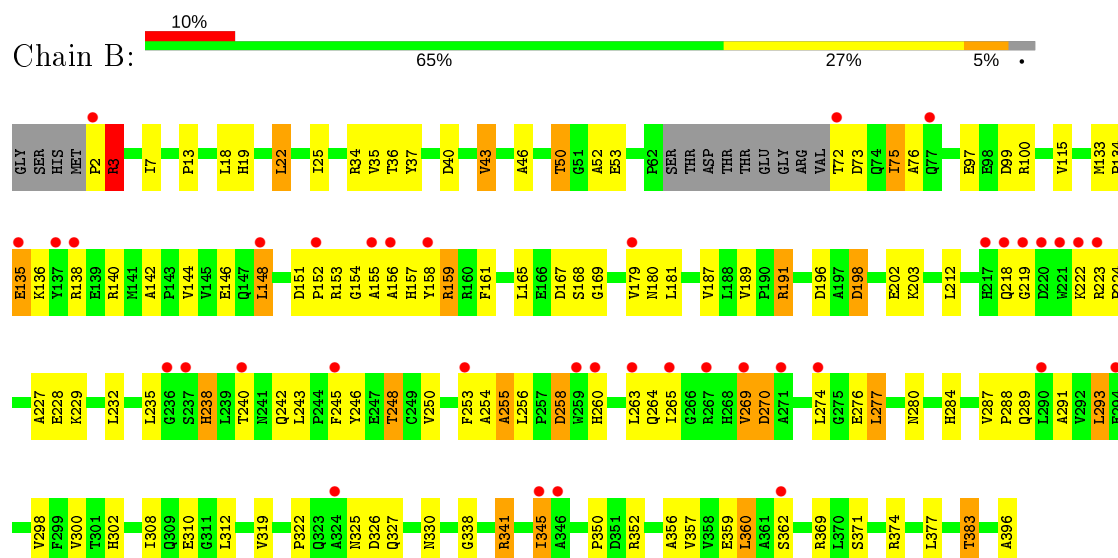 10%
Chain B:
65% 27% 5% •
GLY SER HIS MET P2 R3 I7 P13 L18 H19 L22 I25 R34 V35 T36 Y37 D40 V43 A46 T50 G51 A52 E53 P62 SER THR ASP THR THR GLU GLY ARG VAL T72 D73 Q74 I75 A76 Q77 E97 E98 D99 R100 V115 M133 P134
E135 K136 Y137 R138 E139 R140 M141 A142 P143 V144 V145 E146 Q147 L148 D151 P152 R153 G154 A155 A156 H157 Y158 R159 R160 F161 L165 E166 D167 S168 G169 V179 N180 L181 V187 L188 V189 P190 R191 D196 A197 D198 E202 K203 L212 H217 Q218 G219 D220 W221 K222 R223 P224
A227 E228 K229 L232 L235 G236 S237 H238 L239 T240 N241 Q242 L243 P244 F245 Y246 E247 T248 C249 V250 F253 A254 A255 L256 P257 D258 W259 H260 L263 Q264 I265 G266 R267 H268 V269 D270 A271 L274 G275 E276 L277 N280 H284 V287 P288 Q289 L290 A291 V292 L293
V298 F299 V300 T301 H302 I308 Q309 E310 G311 L312 V319 P322 Q323 A324 N325 D326 Q327 N330 G338 R341 I345 A346 P350 D351 R352 A356 V357 V358 E359 L360 A361 S362 R369 L370 S371 R374 L377 T383 A396